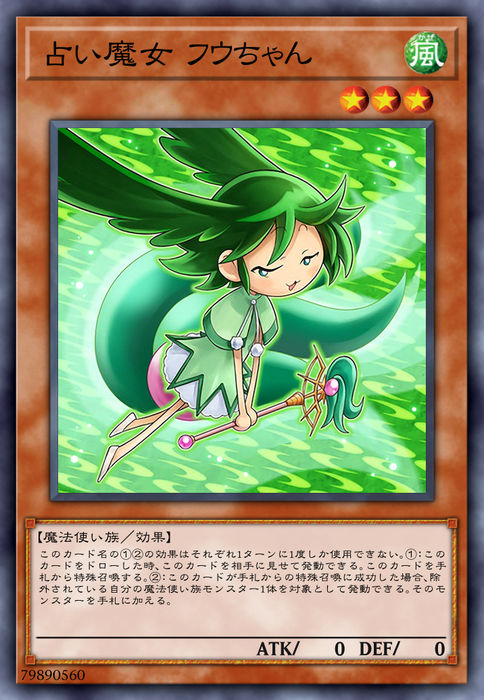 占い魔女 フウちゃん
かぜ
風
【魔法使い族／効果】
このカード名の①②の効果はそれぞれ1ターンに1度しか使用できない。①：この
カードをドローした時、このカードを相手に見せて発動できる。このカードを手
札から特殊召喚する。②：このカードが手札からの特殊召喚に成功した場合、除
外されている自分の魔法使い族モンスター1体を対象として発動できる。そのモ
ンスターを手札に加える。
ATK/ 0 DEF/ 0
79890560